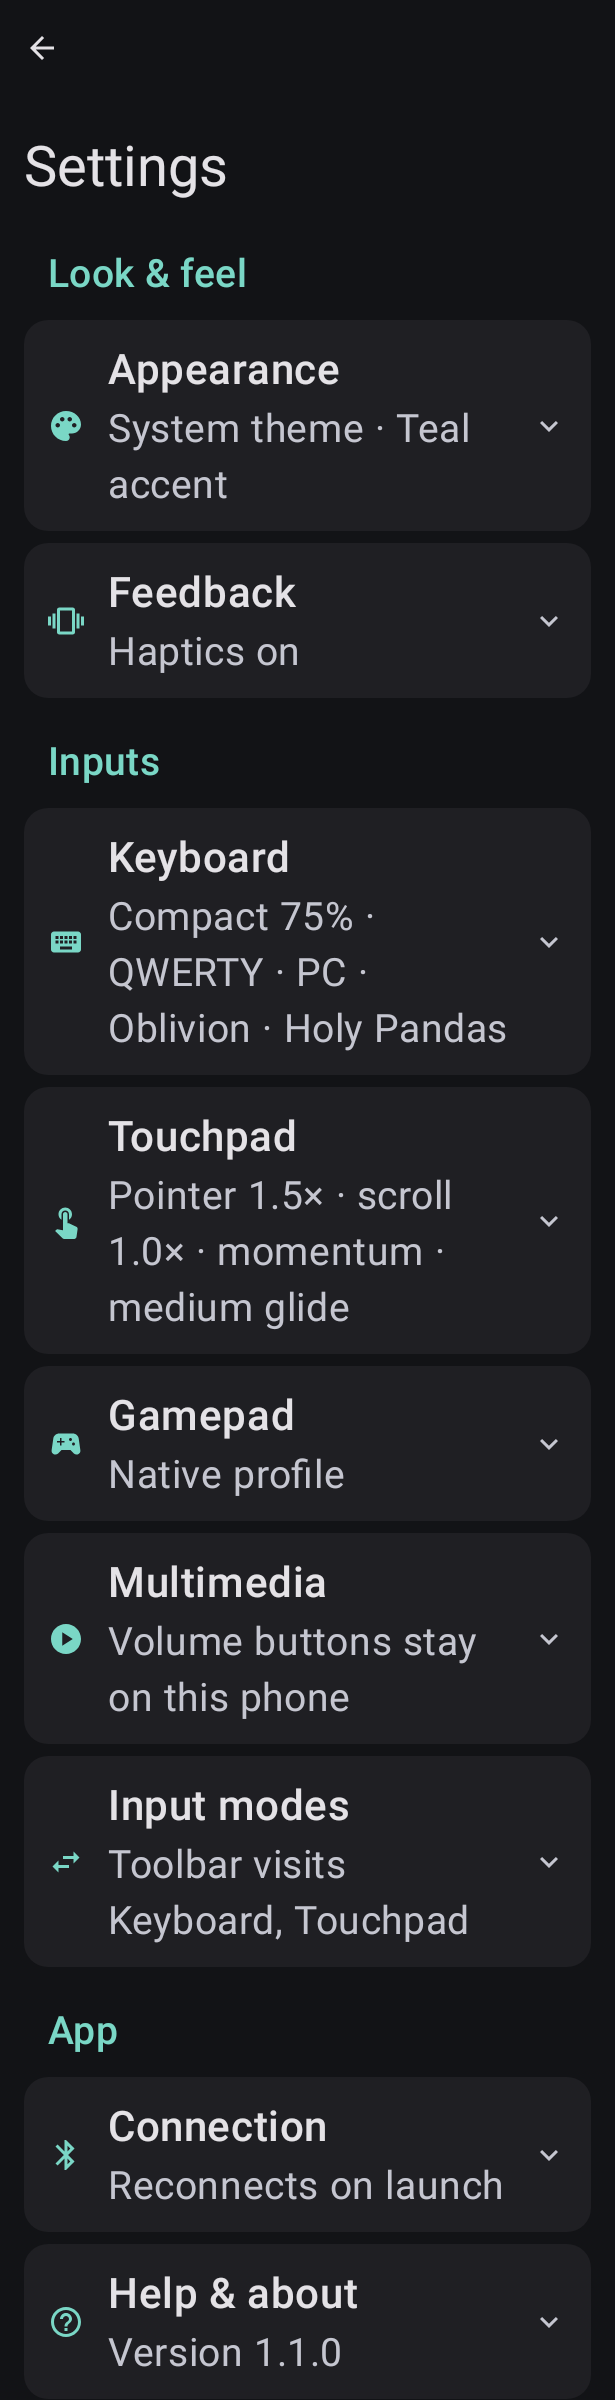 Settings
Look & feel
Appearance
System theme · Teal
accent
Feedback
Haptics on
Inputs
Keyboard
Compact 75% ·
QWERTY · PC ·
Oblivion · Holy Pandas
Touchpad
Pointer 1.5× · scroll
1.0× · momentum ·
medium glide
Gamepad
Native profile
Multimedia
Volume buttons stay
on this phone
Input modes
Toolbar visits
Keyboard, Touchpad
App
Connection
Reconnects on launch
Help & about
Version 1.1.0